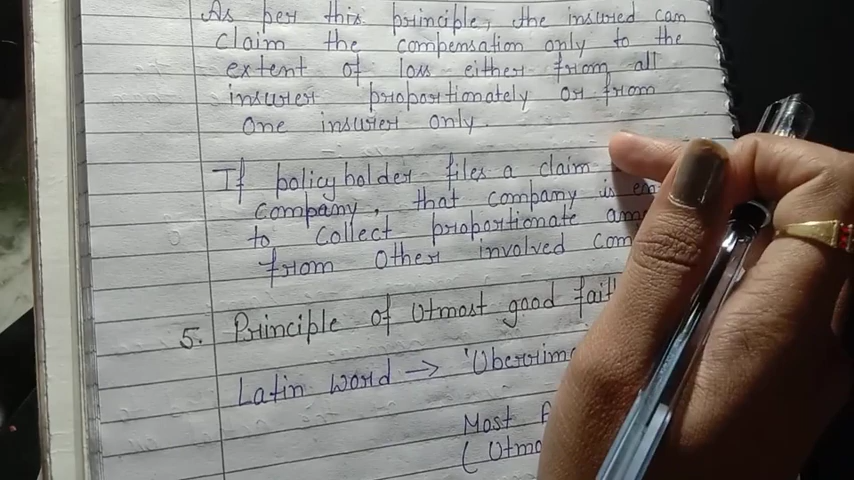 As per this principle, the insured can
claim the compensation only to the
extent of loss either from all
insurer proportionately or from
one insurer only.
If policyholder files a claim
company, that company is
to collect proportionate
from other involved
5. Principle of Utmost good
Latin word → 'Uberrima
Most
(Utmo